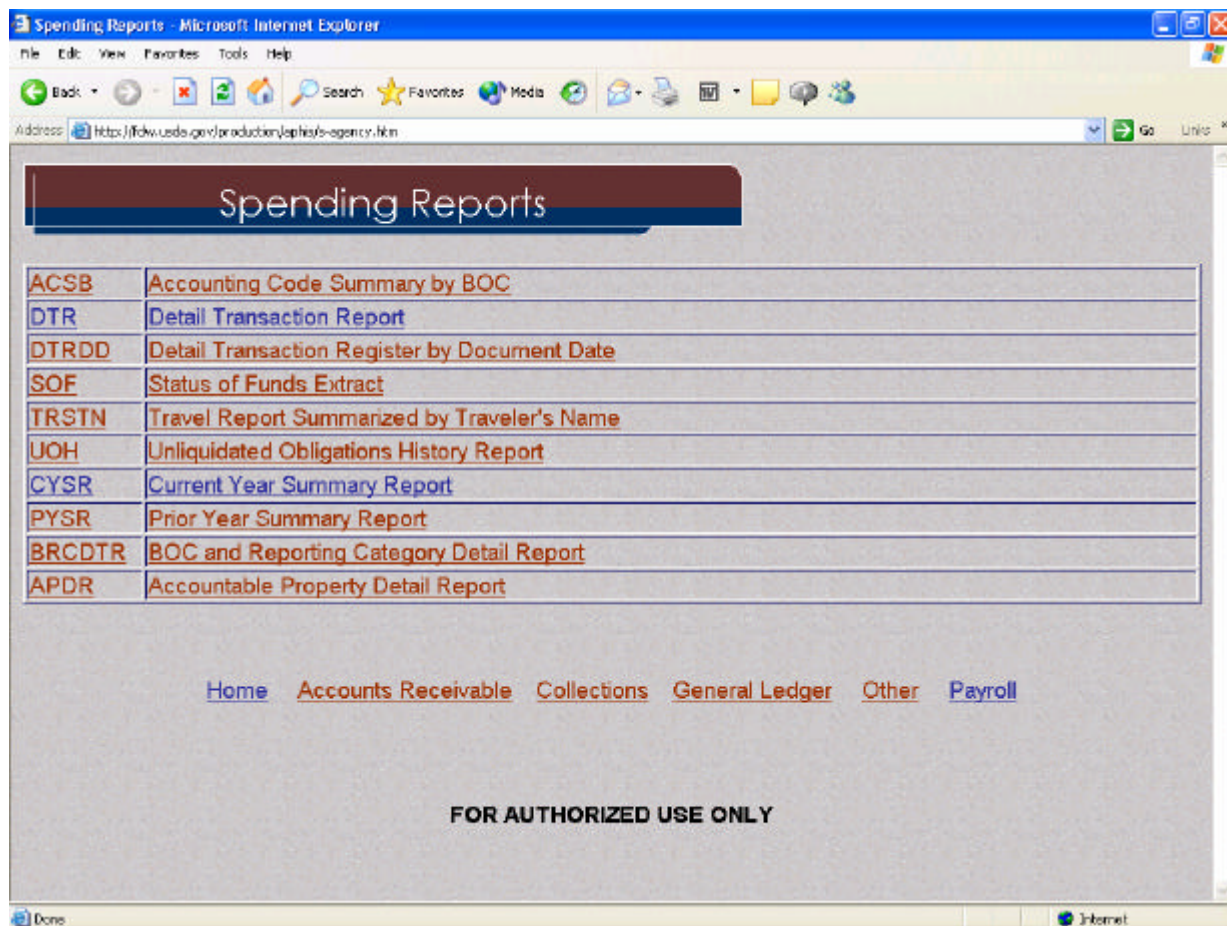 Spending Reports - Microsoft Internet Explorer
File Edit View Favorites Tools Help
Back Search Favorites Media
Address http://fdw.usda.gov/production/aphis/s-agency.htm Go Links »
Spending Reports
ACSB Accounting Code Summary by BOC
DTR Detail Transaction Report
DTRDD Detail Transaction Register by Document Date
SOF Status of Funds Extract
TRSTN Travel Report Summarized by Traveler's Name
UOH Unliquidated Obligations History Report
CYSR Current Year Summary Report
PYSR Prior Year Summary Report
BRCDTR BOC and Reporting Category Detail Report
APDR Accountable Property Detail Report
Home Accounts Receivable Collections General Ledger Other Payroll
FOR AUTHORIZED USE ONLY
Done Internet